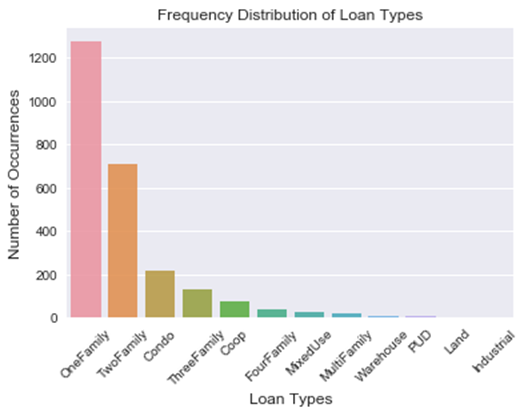 Frequency Distribution of Loan Types
Number of Occurrences
1200
1000
800
600
400
200
0
OneFamily
TwoFamily
Condo
ThreeFamily
Coop
FourFamily
MixedUse
MultiFamily
Warehouse
PUD
Land
Industrial
Loan Types